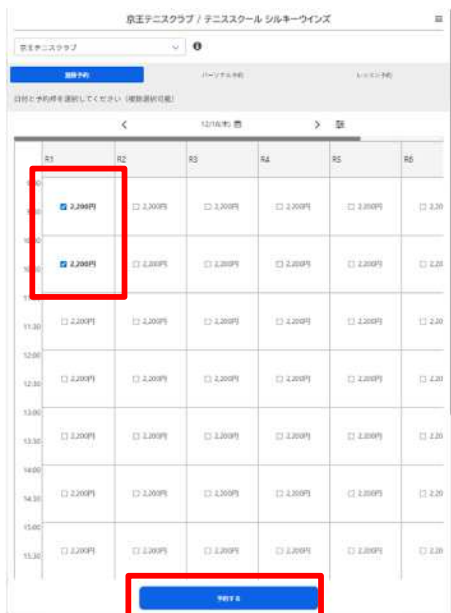 京王テニスクラブ / テニススクール シルキーウインズ
京王テニスクラブ
施設予約 パーソナル予約 レッスン予約
日付と予約枠を選択してください（複数選択可能）
R1 R2 R3 R4 R5 R6
2,200円 2,200円 2,200円 2,200円 2,200円 2,20
2,200円 2,200円 2,200円 2,200円 2,200円 2,20
11:30 2,200円 2,200円 2,200円 2,200円 2,200円 2,20
12:00
12:30 2,200円 2,200円 2,200円 2,200円 2,200円 2,20
13:00
13:30 2,200円 2,200円 2,200円 2,200円 2,200円 2,20
14:00
14:30 2,200円 2,200円 2,200円 2,200円 2,200円 2,20
15:00
15:30 2,200円 2,200円 2,200円 2,200円 2,200円 2,20
予約する